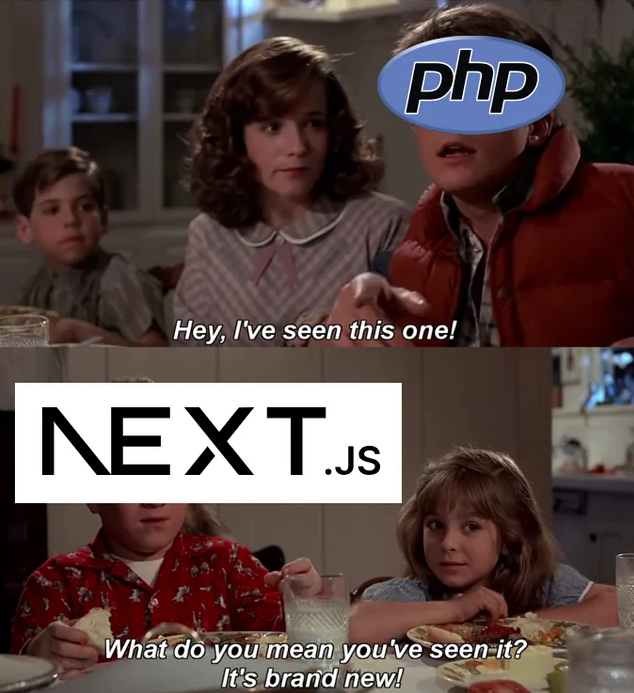 php
Hey, I've seen this one!
NEXT.JS
What do you mean you've seen it?
It's brand new!